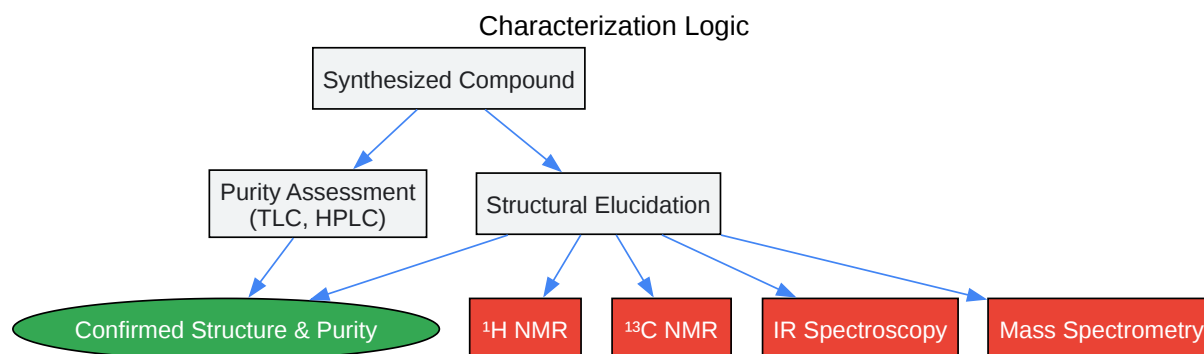 Characterization Logic
Synthesized Compound
Purity Assessment
(TLC, HPLC)
Structural Elucidation
Confirmed Structure & Purity
¹H NMR
¹³C NMR
IR Spectroscopy
Mass Spectrometry